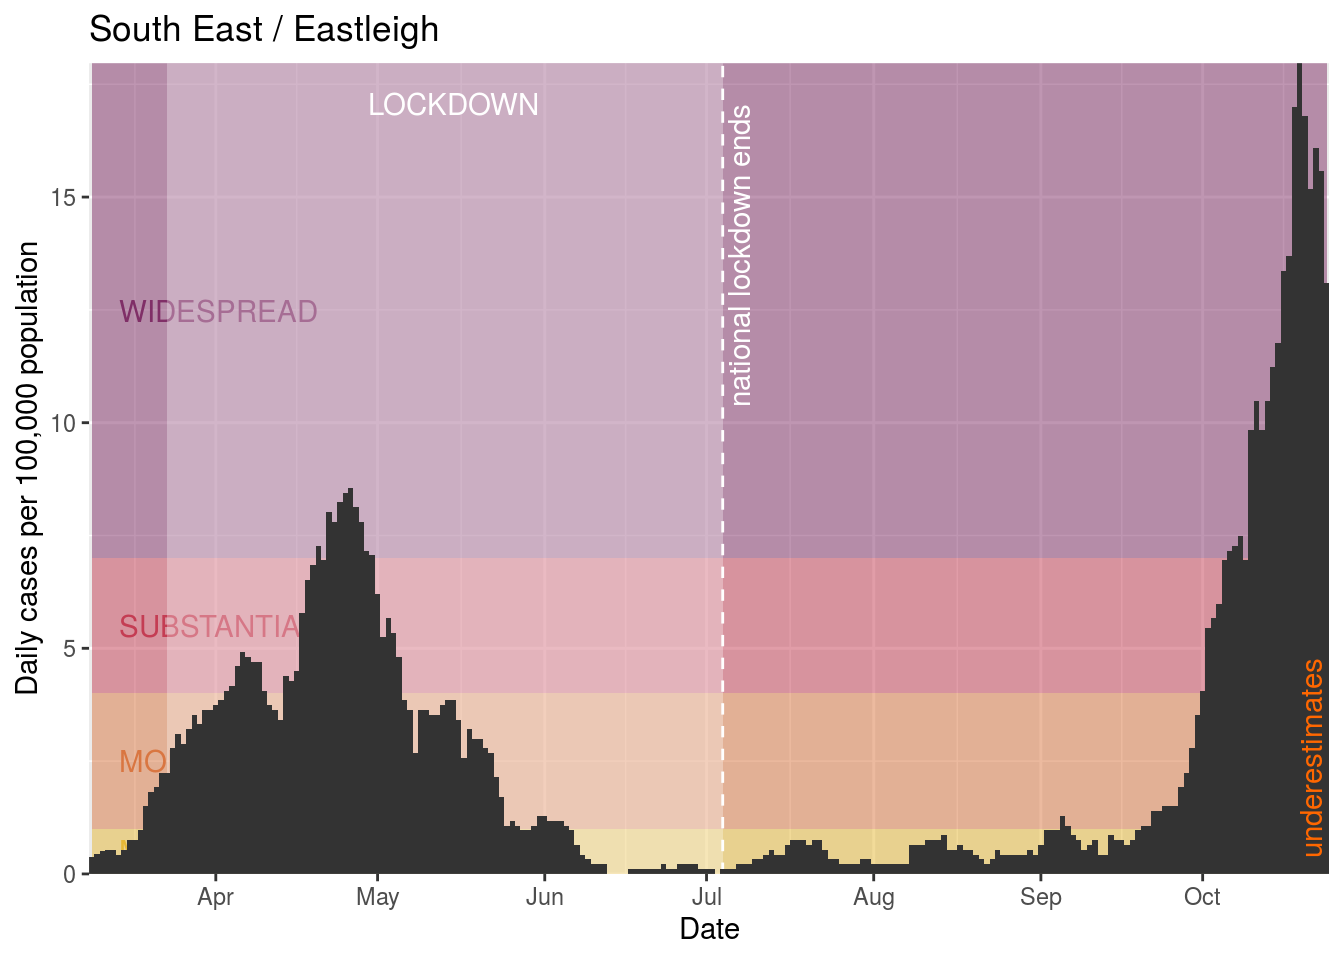 South East / Eastleigh
LOCKDOWN
national lockdown ends
WIDESPREAD
SUBSTANTIA
MO
underestimates
15
10
5
0
Daily cases per 100,000 population
Apr May Jun Jul Aug Sep Oct
Date